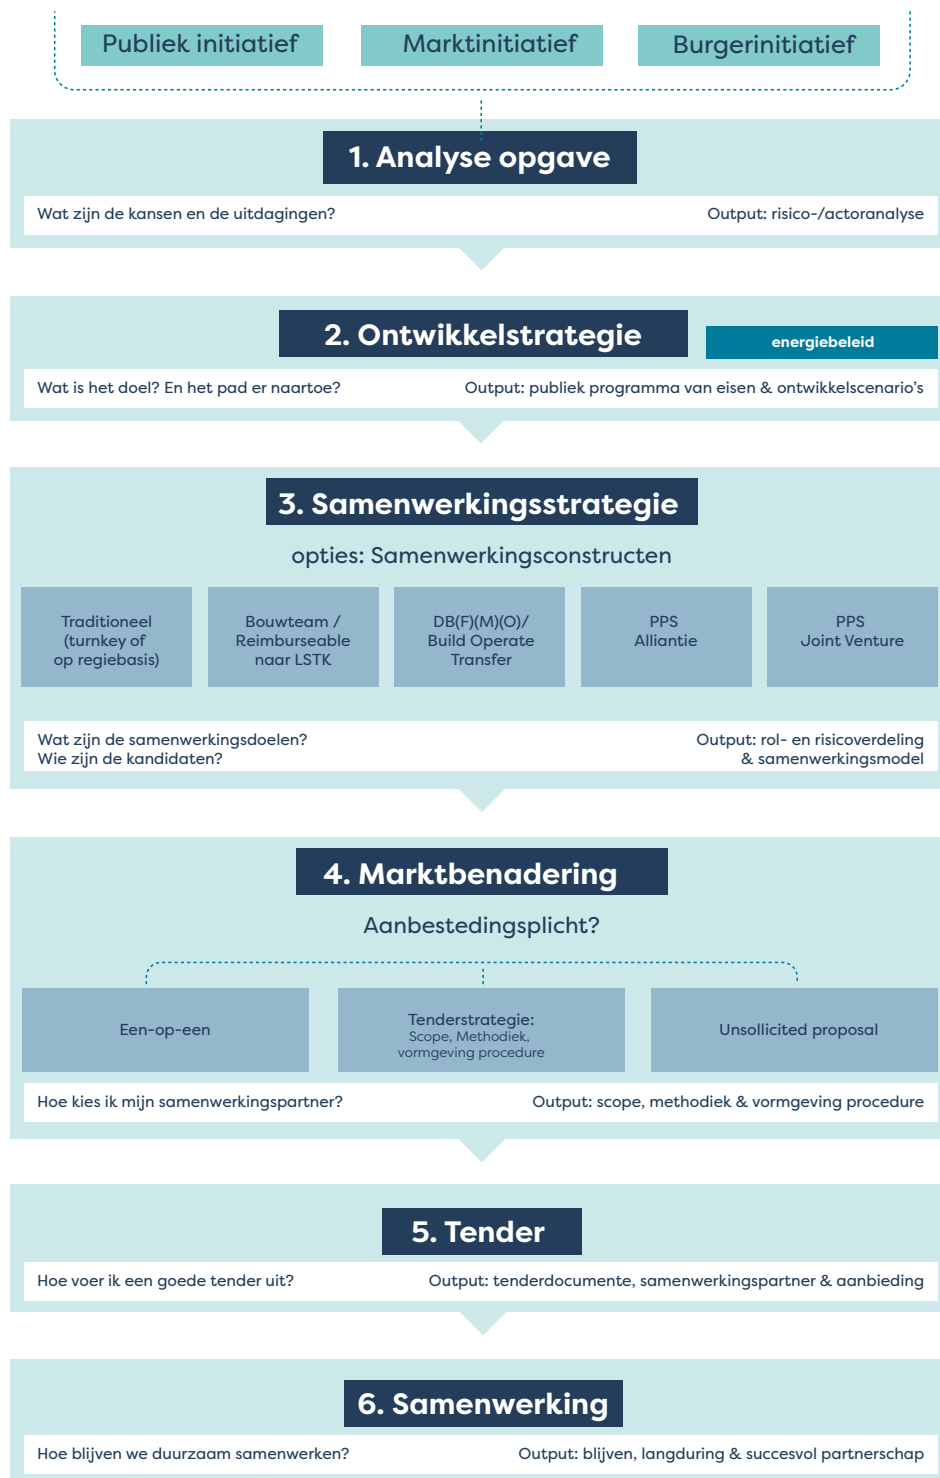 Publiek initiatief
Marktinitiatief
Burgerinitiatief
1. Analyse opgave
Wat zijn de kansen en de uitdagingen?
Output: risico-/actoranalyse
2. Ontwikkelstrategie
energiebeleid
Wat is het doel? En het pad er naartoe?
Output: publiek programma van eisen & ontwikkelscenario's
3. Samenwerkingsstrategie
opties: Samenwerkingsconstructen
Traditioneel
(turnkey of
op regiebasis)
Bouwteam /
Reimburseable
naar LSTK
DB(F)(M)(O)/
Build Operate
Transfer
PPS
Alliantie
PPS
Joint Venture
Wat zijn de samenwerkingsdoelen?
Wie zijn de kandidaten?
Output: rol- en risicoverdeling
& samenwerkingsmodel
4. Marktbenadering
Aanbestedingsplicht?
Een-op-een
Tenderstrategie:
Scope, Methodiek,
vormgeving procedure
Unsollicited proposal
Hoe kies ik mijn samenwerkingspartner?
Output: scope, methodiek & vormgeving procedure
5. Tender
Hoe voer ik een goede tender uit?
Output: tenderdocumente, samenwerkingspartner & aanbieding
6. Samenwerking
Hoe blijven we duurzaam samenwerken?
Output: blijven, langduring & succesvol partnerschap